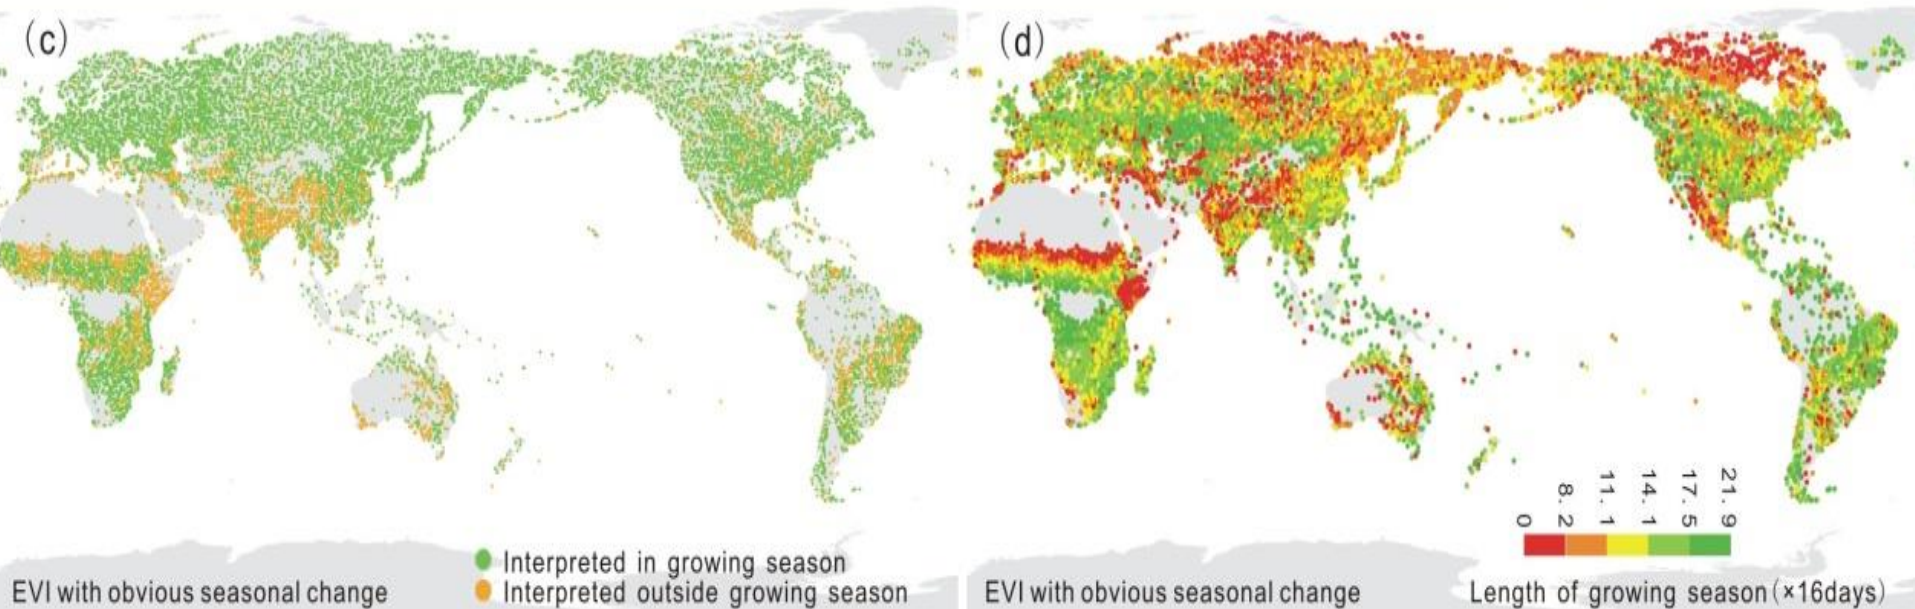 (c)
Interpreted in growing season
EVI with obvious seasonal change
Interpreted outside growing season
(d)
0
8.2
11.1
14.1
17.5
21.9
EVI with obvious seasonal change
Length of growing season(×16days)